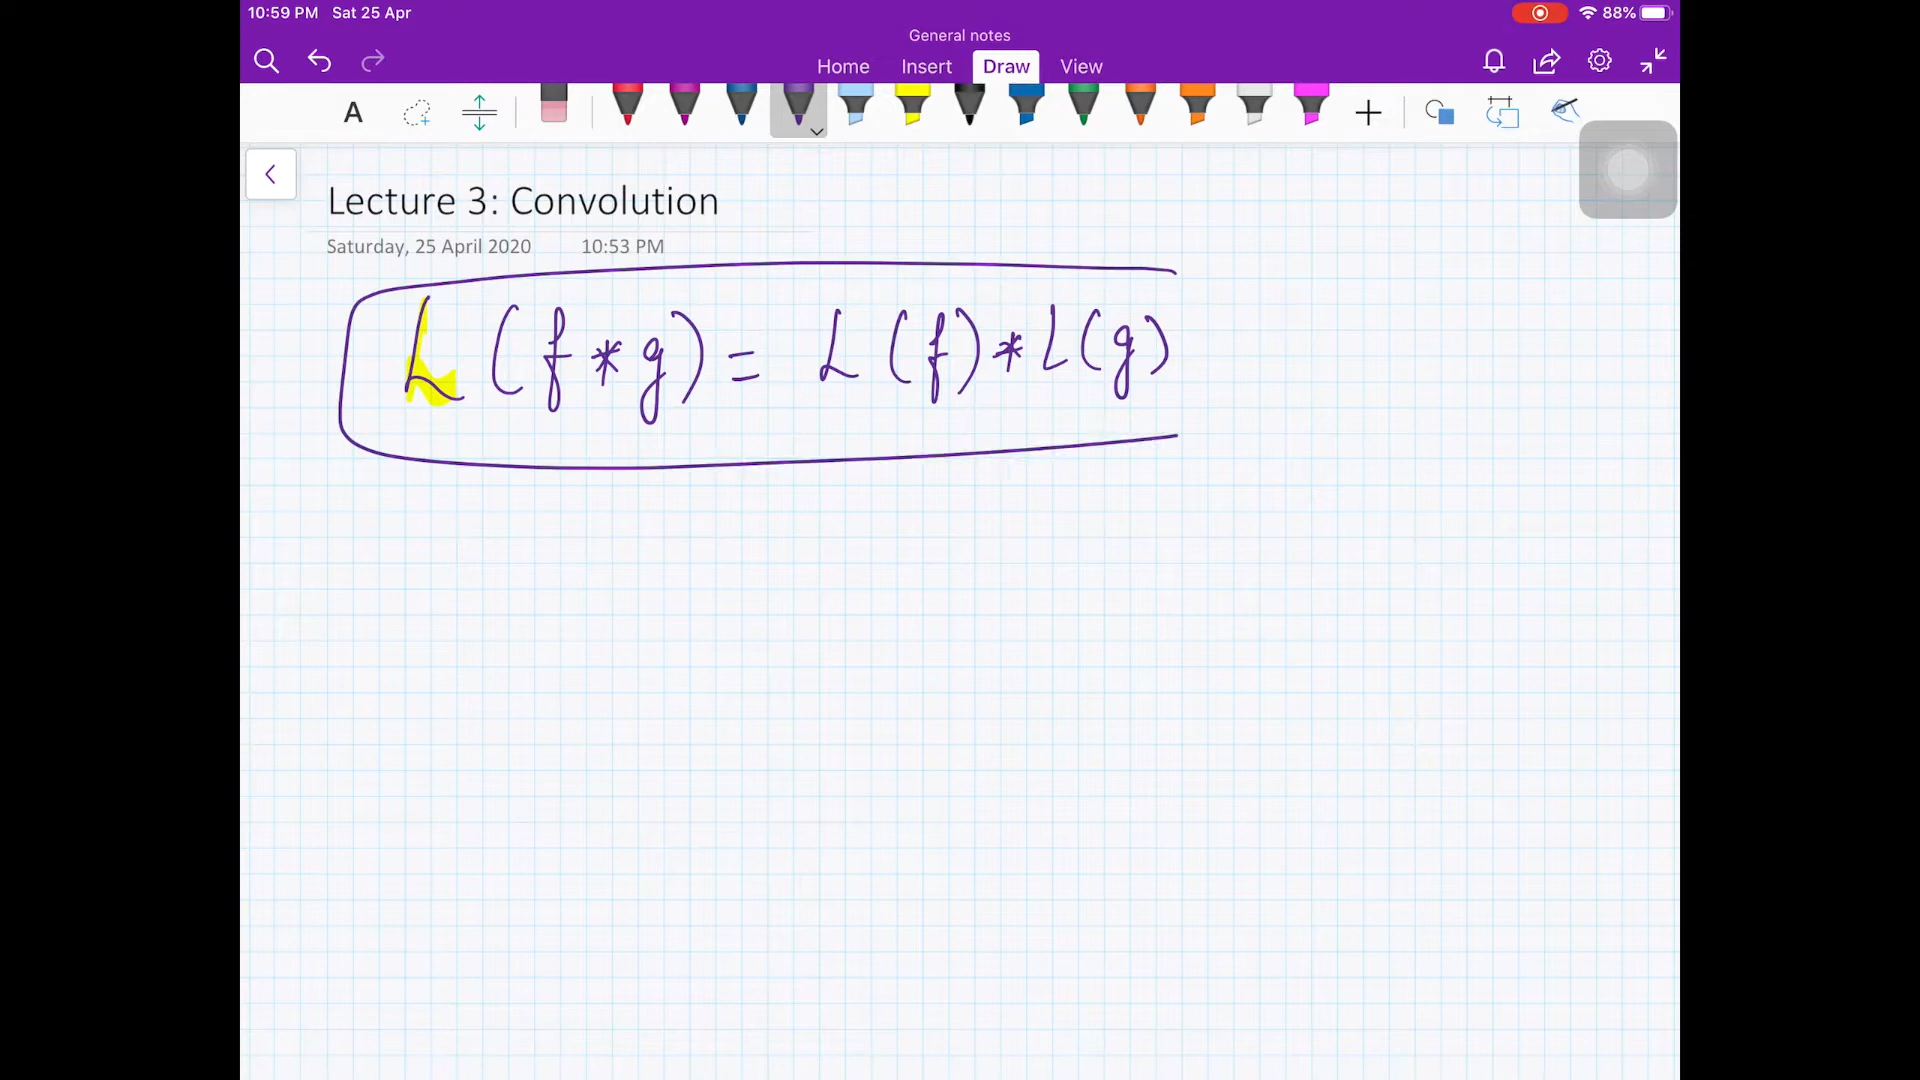 10:59 PM Sat 25 Apr 88%
General notes
Home Insert Draw View
A
Lecture 3: Convolution
Saturday, 25 April 2020 10:53 PM
L (f * g) = L (f) * L(g)